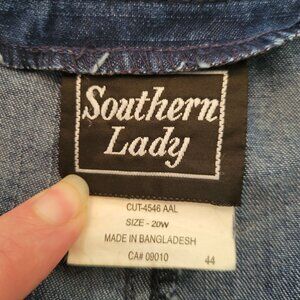 Southern
Lady
CUT-4546 AAL
SIZE - 20W
MADE IN BANGLADESH
CA# 09010 44